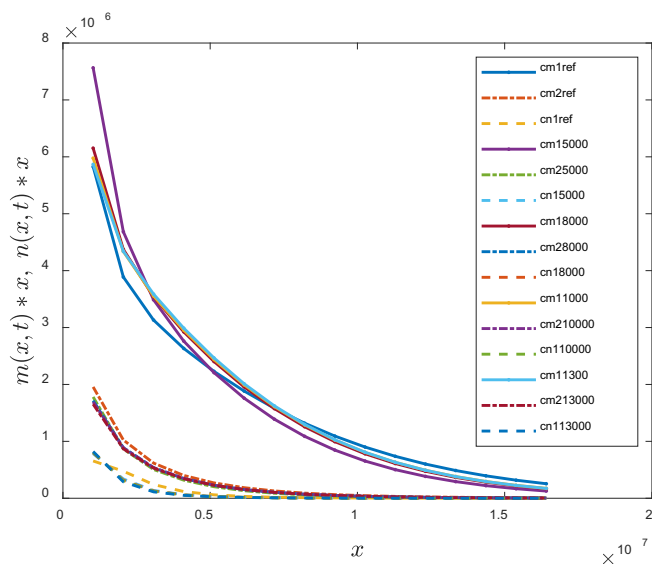 × 10 6
8
7
6
5
4
3
2
1
0
m(x,t) * x, n(x,t) * x
cm1ref
cm2ref
cn1ref
cm15000
cm25000
cn15000
cm18000
cm28000
cn18000
cm11000
cm210000
cn110000
cm11300
cm213000
cn113000
0 0.5 1 1.5 2
x
× 10 7